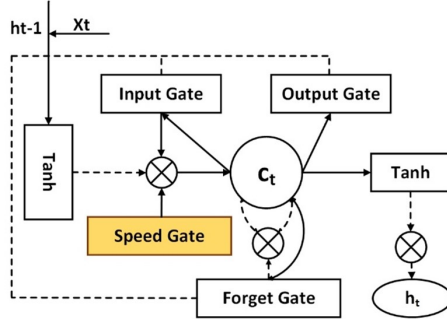 ht-1
Xt
Input Gate
Output Gate
Tanh
Ct
Tanh
Speed Gate
Forget Gate
ht